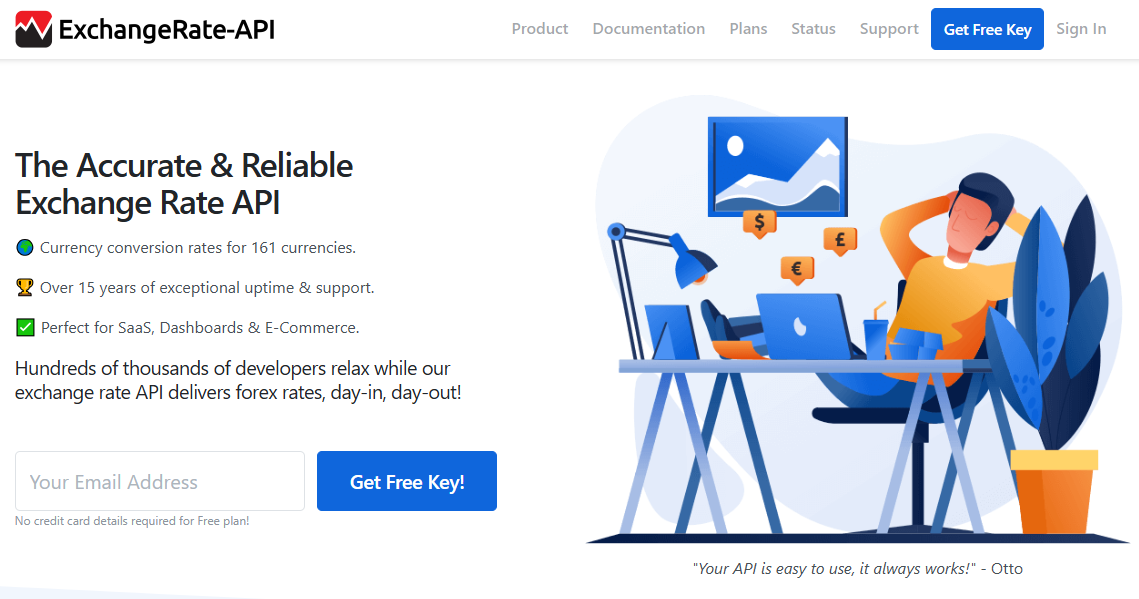 ExchangeRate-API
Product Documentation Plans Status Support Get Free Key Sign In
The Accurate & Reliable
Exchange Rate API
Currency conversion rates for 161 currencies.
Over 15 years of exceptional uptime & support.
Perfect for SaaS, Dashboards & E-Commerce.
Hundreds of thousands of developers relax while our
exchange rate API delivers forex rates, day-in, day-out!
Your Email Address
Get Free Key!
No credit card details required for Free plan!
$
£
€
"Your API is easy to use, it always works!" - Otto